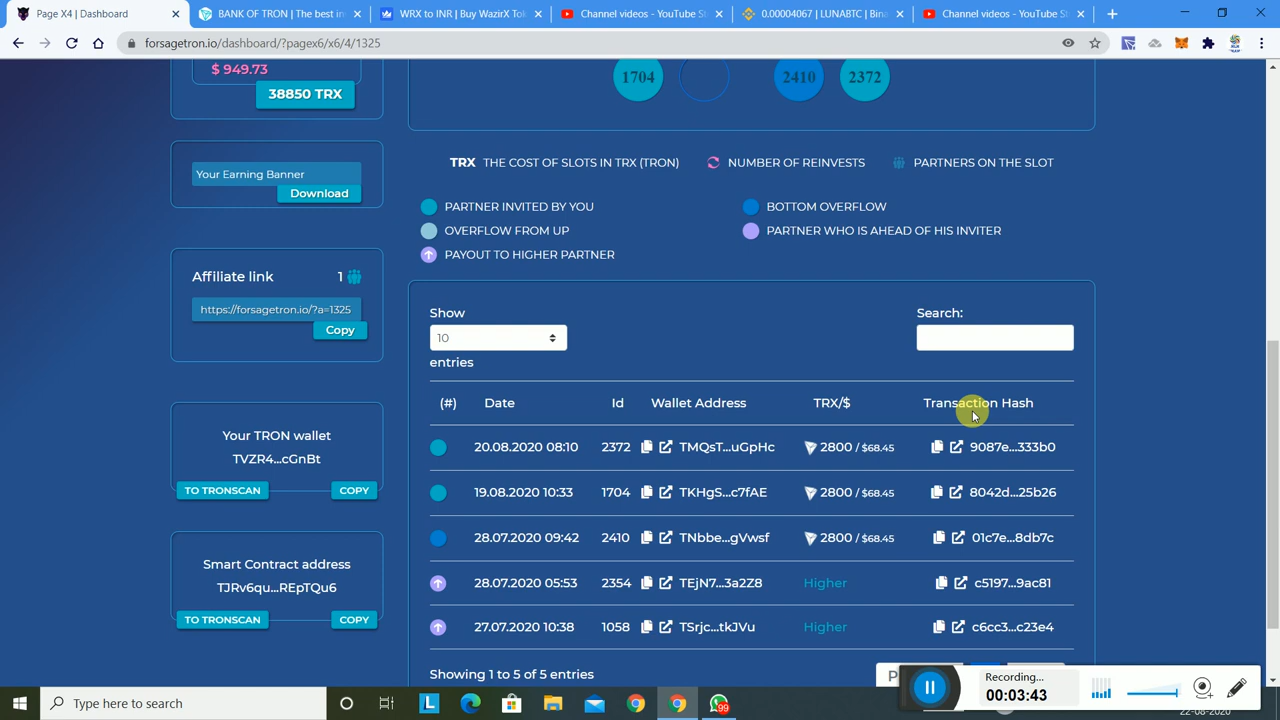 Page X4 | Dashboard
BANK OF TRON | The best i
WRX to INR | Buy WazirX Tok
Channel videos - YouTube St
0.00004067 | LUNABTC | Bina
Channel videos - YouTube St
forsagetron.io/dashboard/?pagex6/x6/4/1325
$ 949.73
38850 TRX
1704
2410
2372
TRX THE COST OF SLOTS IN TRX (TRON)
NUMBER OF REINVESTS
PARTNERS ON THE SLOT
Your Earning Banner
Download
PARTNER INVITED BY YOU
BOTTOM OVERFLOW
OVERFLOW FROM UP
PARTNER WHO IS AHEAD OF HIS INVITER
PAYOUT TO HIGHER PARTNER
Affiliate link 1
https://forsagetron.io/?a=1325
Copy
Show
10
entries
Search:
(#) Date Id Wallet Address TRX/$ Transaction Hash
20.08.2020 08:10 2372 TMQsT...uGpHc 2800 / $68.45 9087e...333b0
19.08.2020 10:33 1704 TKHgS...c7fAE 2800 / $68.45 8042d...25b26
28.07.2020 09:42 2410 TNbbe...gVwsf 2800 / $68.45 01c7e...8db7c
28.07.2020 05:53 2354 TEjN7...3a2Z8 Higher c5197...9ac81
27.07.2020 10:38 1058 TSrjc...tkJVu Higher c6cc3...c23e4
Showing 1 to 5 of 5 entries
Your TRON wallet
TVZR4...cGnBt
TO TRONSCAN
COPY
Smart Contract address
TJRv6qu...REpTQu6
TO TRONSCAN
COPY
Recording...
00:03:43
Type here to search
99
22-08-2020